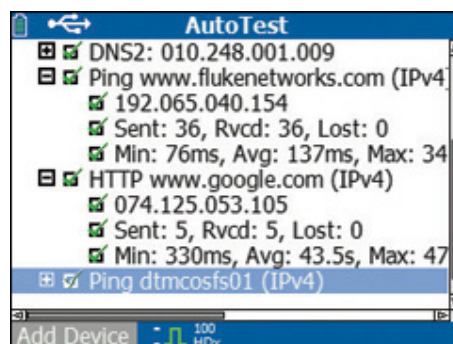 AutoTest
DNS2: 010.248.001.009
Ping www.flukenetworks.com (IPv4)
192.065.040.154
Sent: 36, Rvcd: 36, Lost: 0
Min: 76ms, Avg: 137ms, Max: 34
HTTP www.google.com (IPv4)
074.125.053.105
Sent: 5, Rvcd: 5, Lost: 0
Min: 330ms, Avg: 43.5s, Max: 47
Ping dtmcosfs01 (IPv4)
Add Device
100
HDx